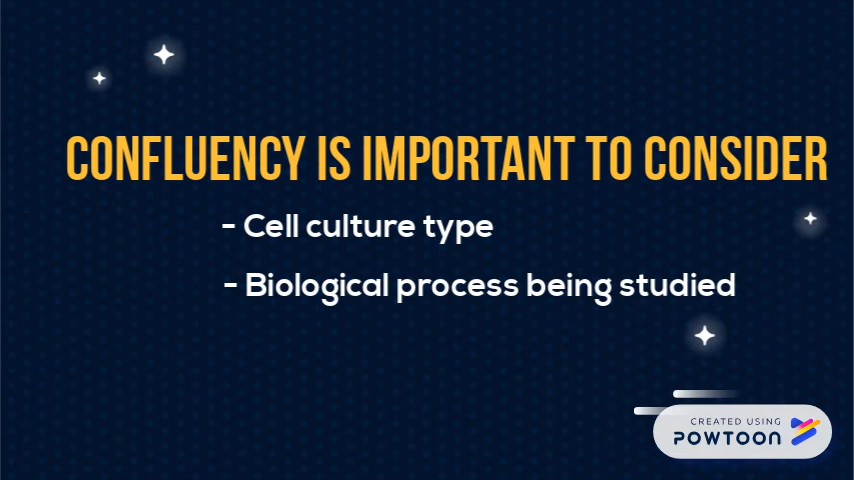 CONFLUENCY IS IMPORTANT TO CONSIDER
- Cell culture type
- Biological process being studied
CREATED USING
POWTOON